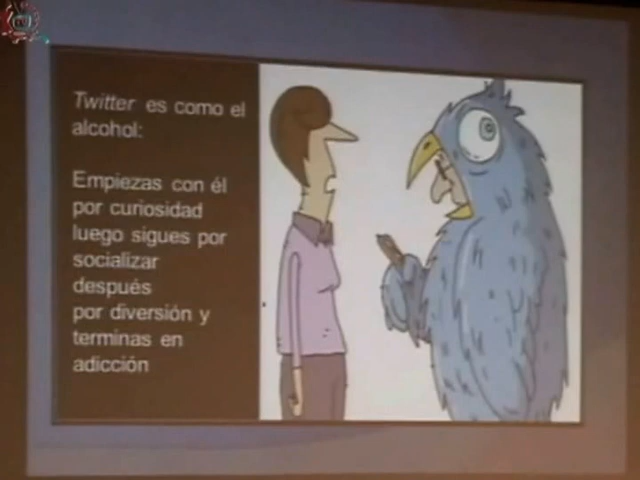 Twitter es como el
alcohol:
Empiezas con él
por curiosidad
luego sigues por
socializar
después
por diversión y
terminas en
adicción